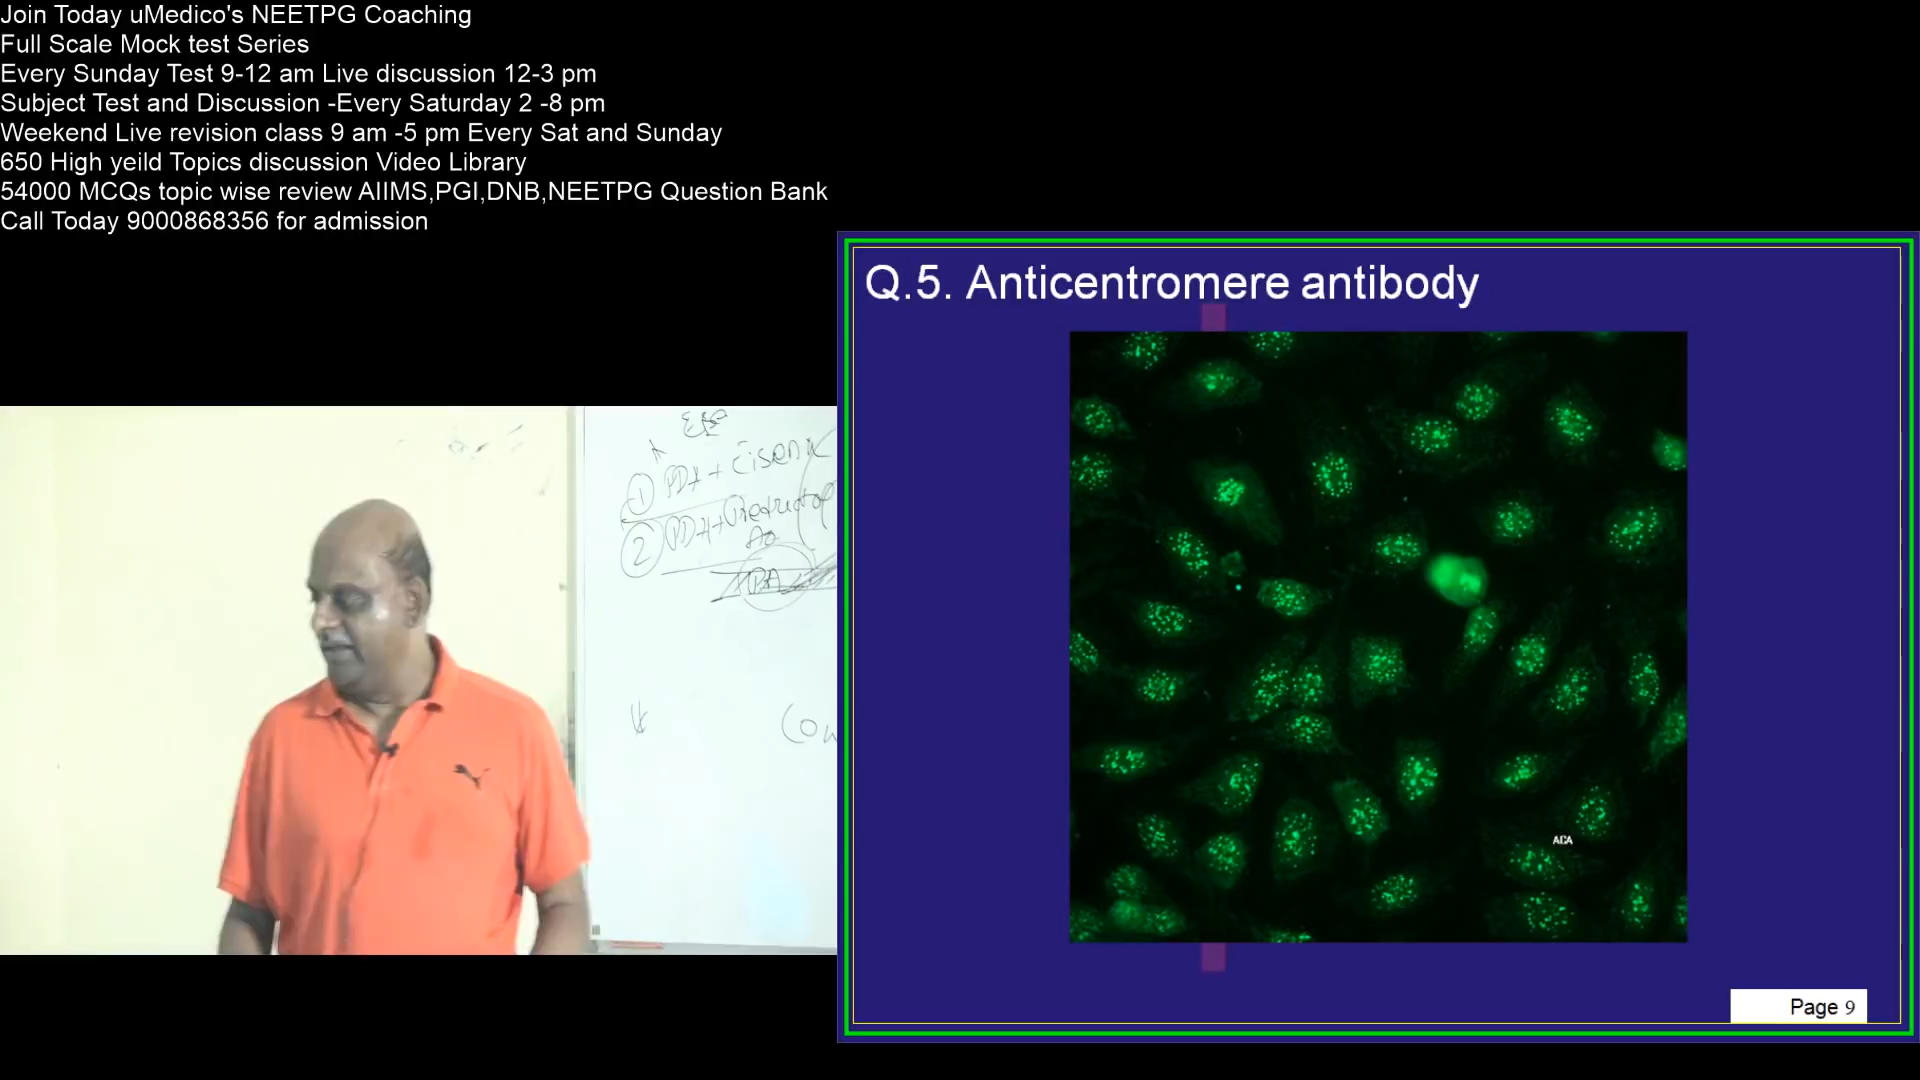 Join Today uMedico's NEETPG Coaching
Full Scale Mock test Series
Every Sunday Test 9-12 am Live discussion 12-3 pm
Subject Test and Discussion -Every Saturday 2 -8 pm
Weekend Live revision class 9 am -5 pm Every Sat and Sunday
650 High yeild Topics discussion Video Library
54000 MCQs topic wise review AIIMS,PGI,DNB,NEETPG Question Bank
Call Today 9000868356 for admission
Q.5. Anticentromere antibody
1
2
ACA
Page 9